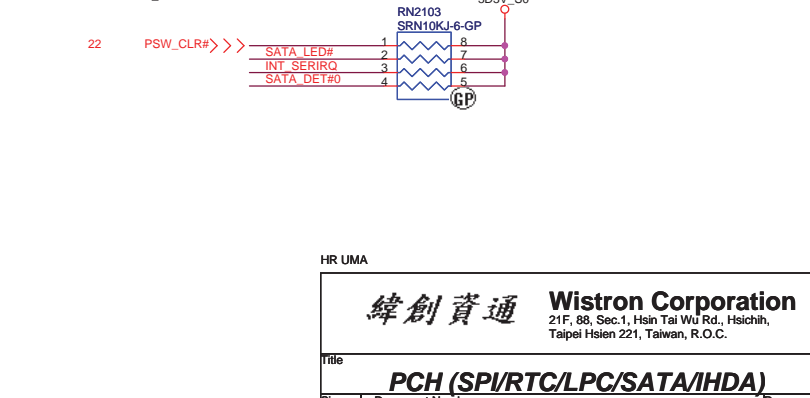 RN2103
SRN10KJ-6-GP
22 PSW_CLR# 1 8
SATA_LED# 2 7
INT_SERIRQ 3 6
SATA_DET#0 4 5
GP
HR UMA
緯創資通
Wistron Corporation
21F, 88, Sec.1, Hsin Tai Wu Rd., Hsichih,
Taipei Hsien 221, Taiwan, R.O.C.
Title
PCH (SPI/RTC/LPC/SATA/IHDA)